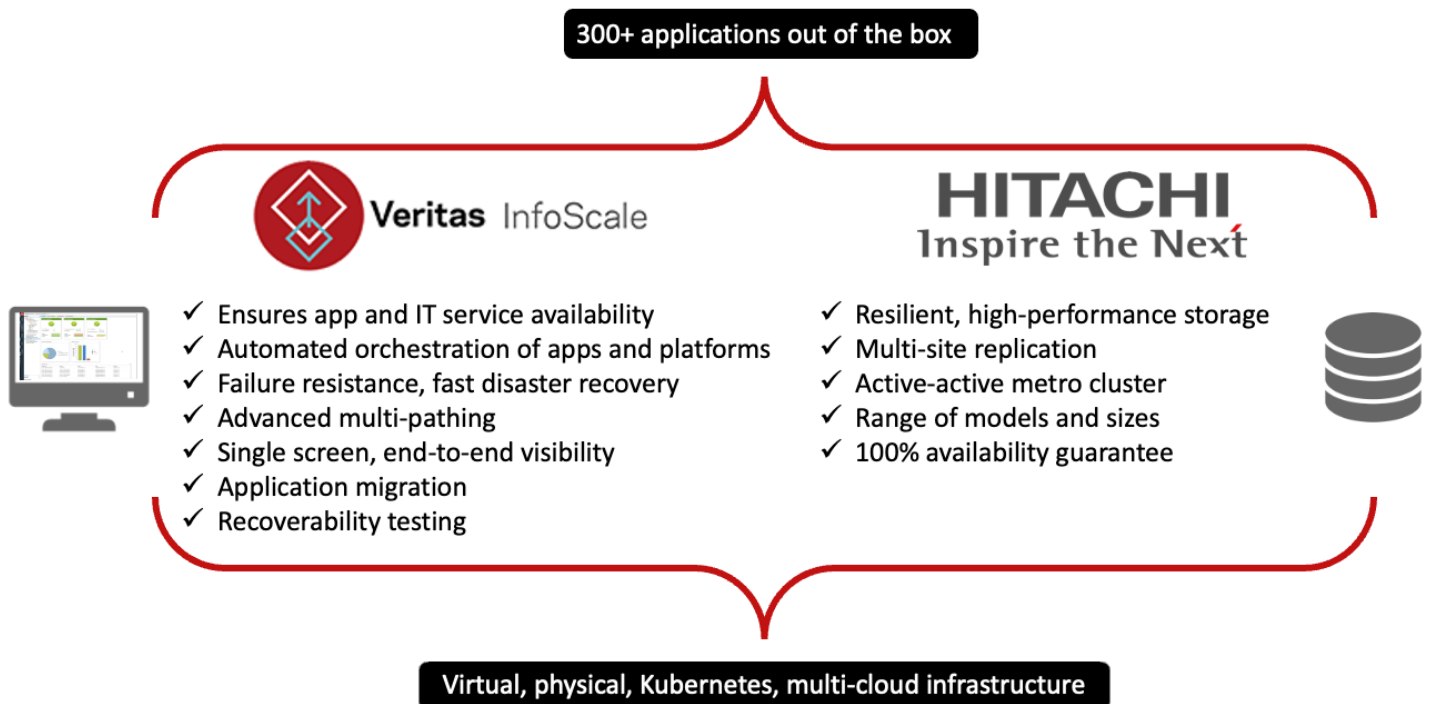 300+ applications out of the box
Veritas InfoScale
✓ Ensures app and IT service availability
✓ Automated orchestration of apps and platforms
✓ Failure resistance, fast disaster recovery
✓ Advanced multi-pathing
✓ Single screen, end-to-end visibility
✓ Application migration
✓ Recoverability testing
HITACHI
Inspire the Next
✓ Resilient, high-performance storage
✓ Multi-site replication
✓ Active-active metro cluster
✓ Range of models and sizes
✓ 100% availability guarantee
Virtual, physical, Kubernetes, multi-cloud infrastructure